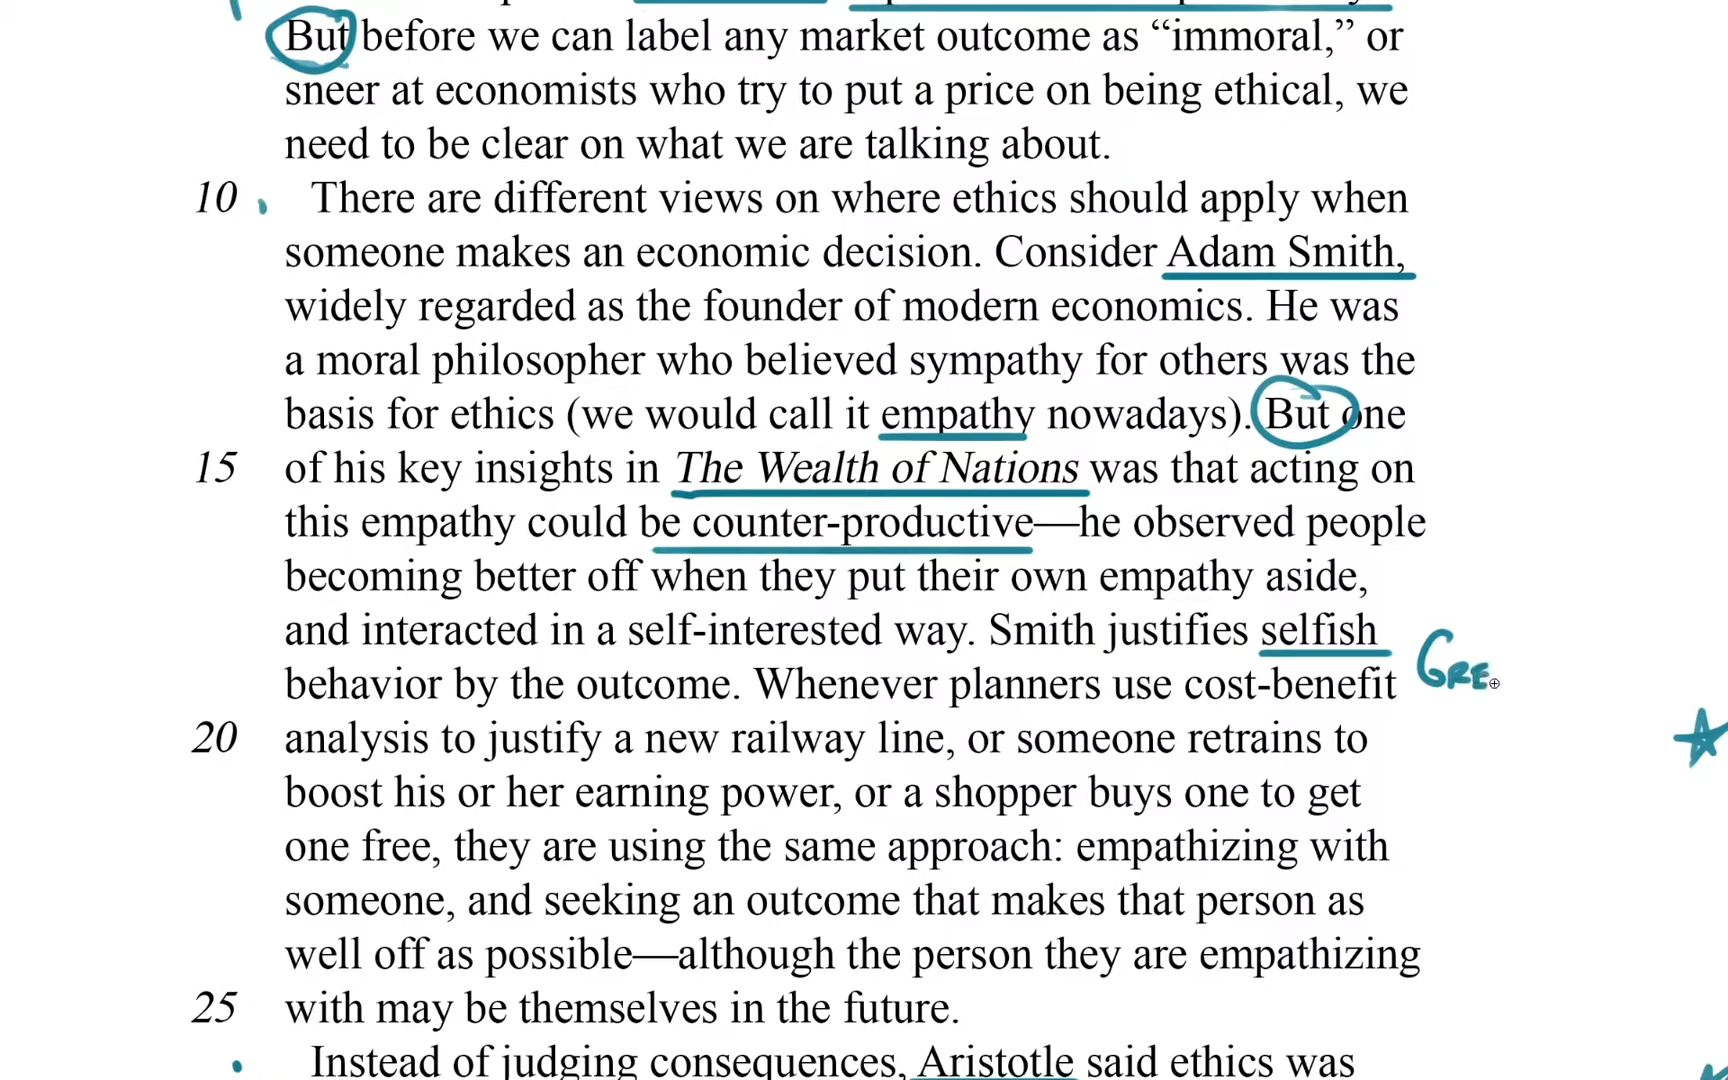 But before we can label any market outcome as “immoral,” or
sneer at economists who try to put a price on being ethical, we
need to be clear on what we are talking about.
10 There are different views on where ethics should apply when
someone makes an economic decision. Consider Adam Smith,
widely regarded as the founder of modern economics. He was
a moral philosopher who believed sympathy for others was the
basis for ethics (we would call it empathy nowadays). But one
15 of his key insights in The Wealth of Nations was that acting on
this empathy could be counter-productive—he observed people
becoming better off when they put their own empathy aside,
and interacted in a self-interested way. Smith justifies selfish
GRE
behavior by the outcome. Whenever planners use cost-benefit
20 analysis to justify a new railway line, or someone retrains to
boost his or her earning power, or a shopper buys one to get
one free, they are using the same approach: empathizing with
someone, and seeking an outcome that makes that person as
well off as possible—although the person they are empathizing
25 with may be themselves in the future.
Instead of judging consequences, Aristotle said ethics was